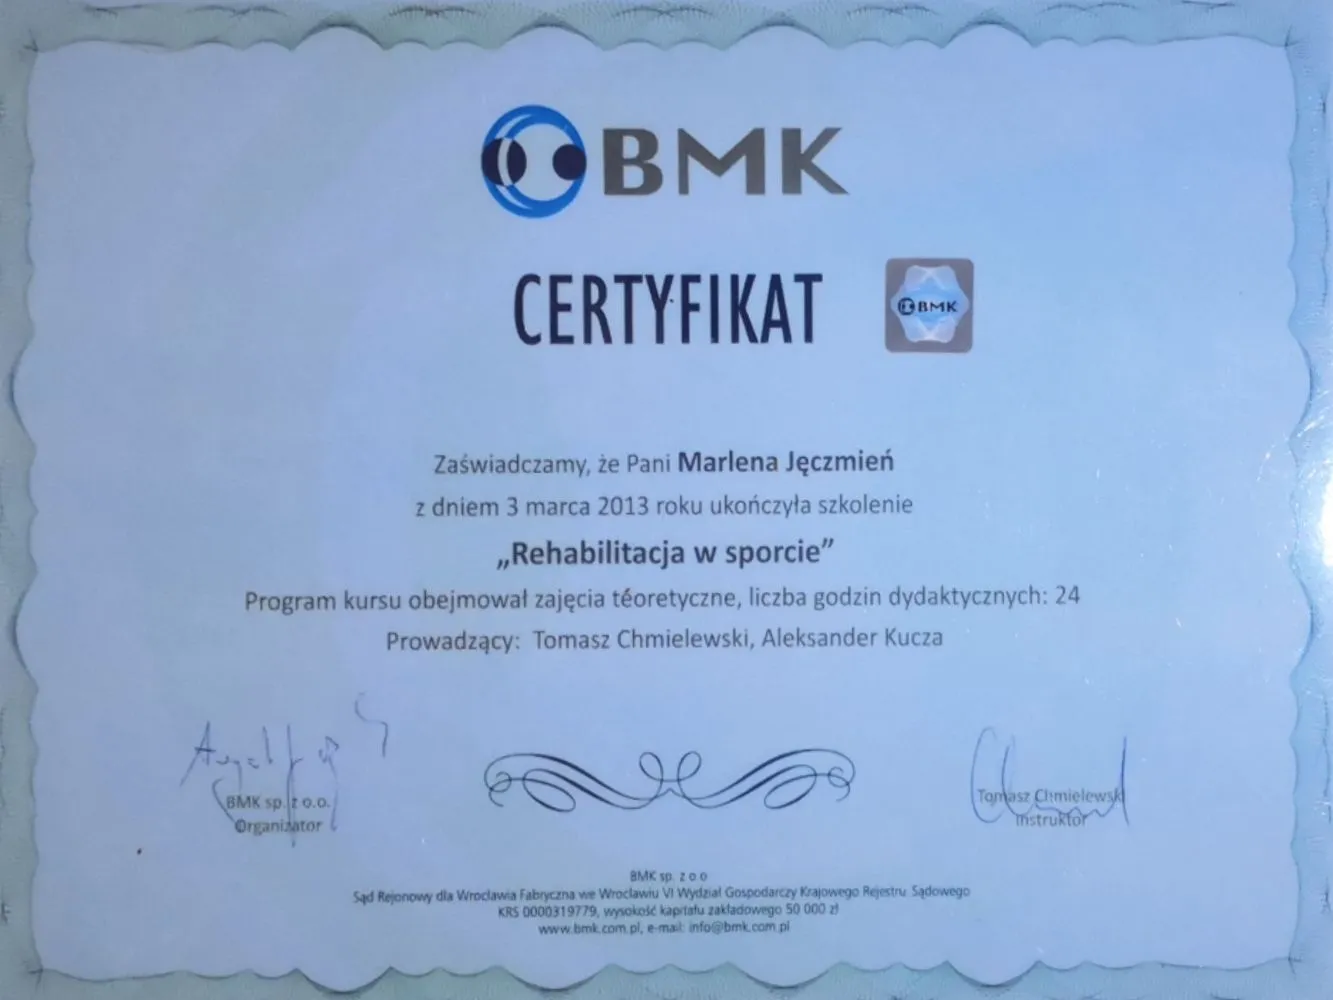 BMK
CERTYFIKAT
BMK
Zaświadczamy, że Pani Marlena Jęczmień
z dniem 3 marca 2013 roku ukończyła szkolenie
„Rehabilitacja w sporcie”
Program kursu obejmował zajęcia teoretyczne, liczba godzin dydaktycznych: 24
Prowadzący: Tomasz Chmielewski, Aleksander Kucza
BMK sp. z o.o.
Organizator
Tomasz Chmielewski
Instruktor
BMK sp. z o.o
Sąd Rejonowy dla Wrocławia Fabryczna we Wrocławiu VI Wydział Gospodarczy Krajowego Rejestru Sądowego
KRS 0000319779, wysokość kapitału zakładowego 50 000 zł
www.bmk.com.pl, e-mail: info@bmk.com.pl